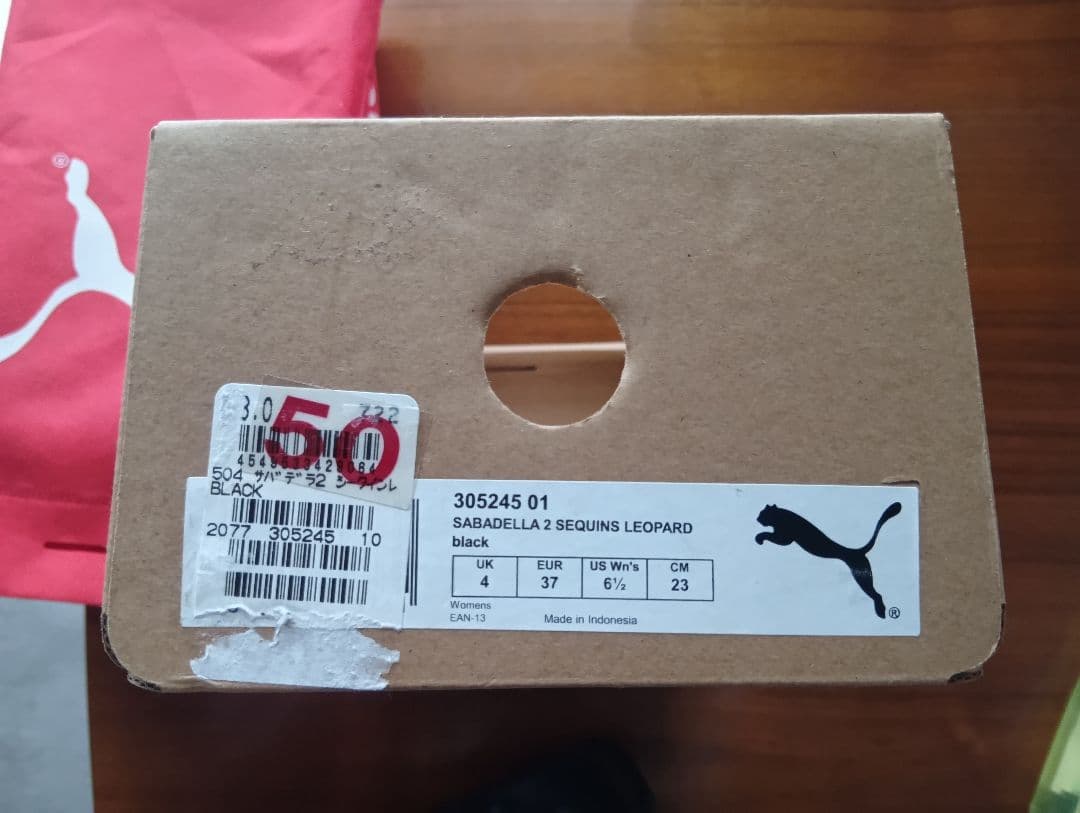 ®
3.0
50
722
504 サバデラ2 シークインレ
BLACK
2077 305245 10
305245 01
SABADELLA 2 SEQUINS LEOPARD
black
UK EUR US Wn's CM
4 37 6½ 23
Womens
EAN-13 Made in Indonesia
®